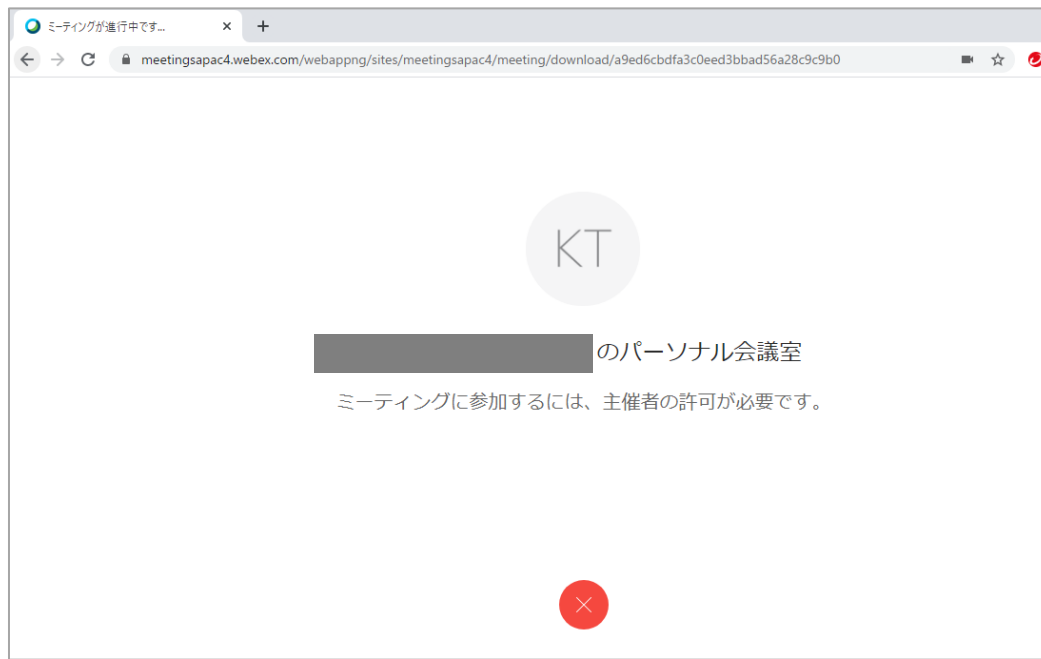 ミーティングが進行中です...
meetingsapac4.webex.com/webappng/sites/meetingsapac4/meeting/download/a9ed6cbdfa3c0eed3bbad56a28c9c9b0
KT
のパーソナル会議室
ミーティングに参加するには、主催者の許可が必要です。